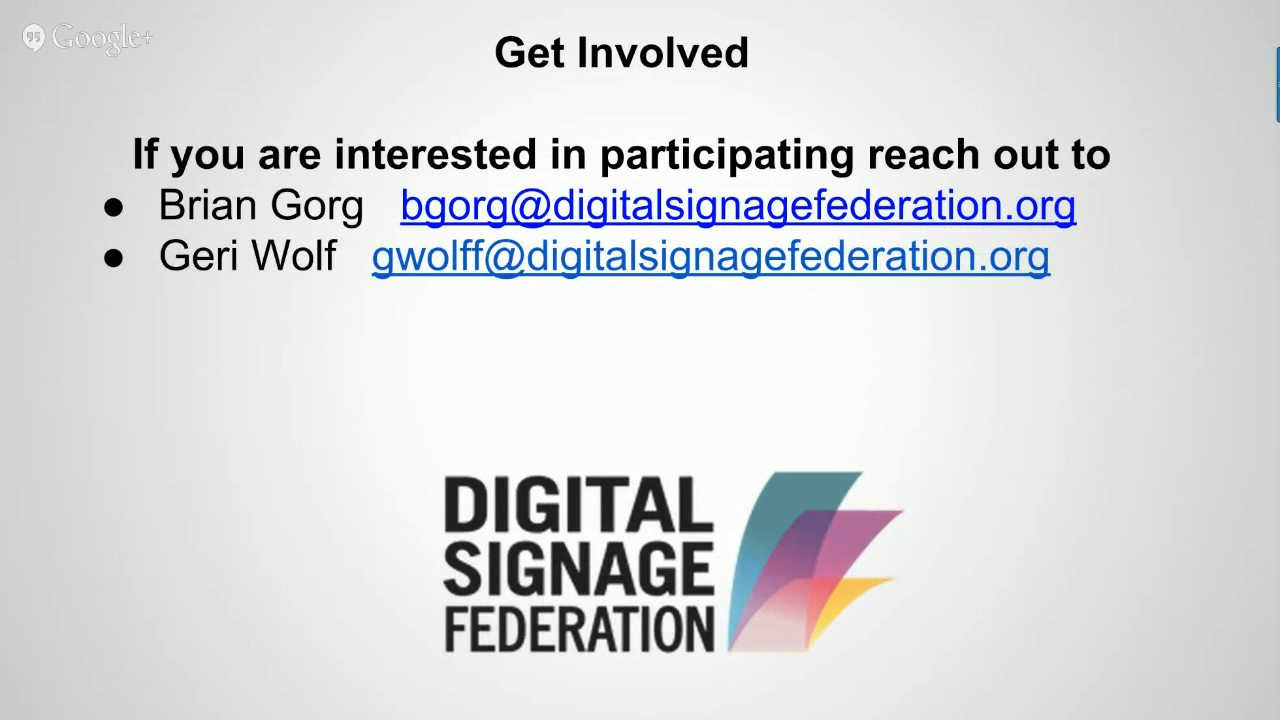 Google+
Get Involved
If you are interested in participating reach out to
● Brian Gorg bgorg@digitalsignagefederation.org
● Geri Wolf gwolff@digitalsignagefederation.org
DIGITAL
SIGNAGE
FEDERATION